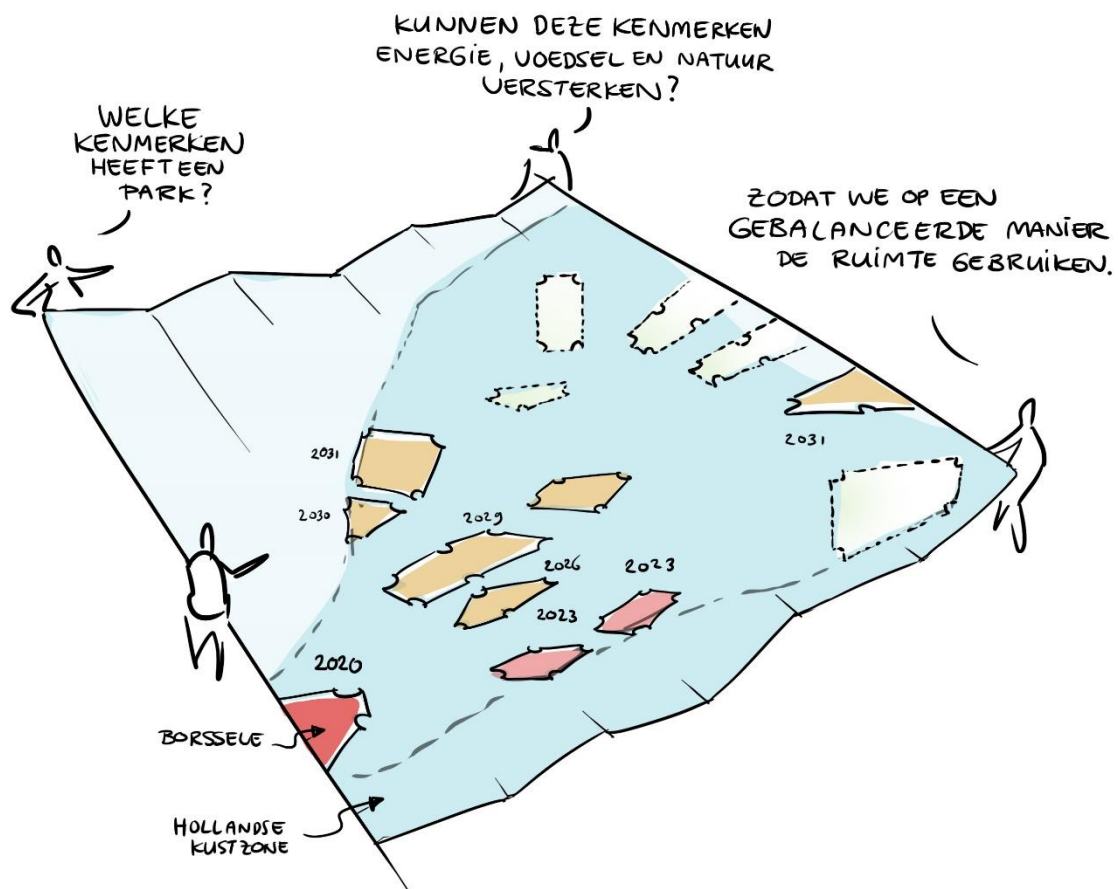 KUNNEN DEZE KENMERKEN
ENERGIE, VOEDSEL EN NATUUR
VERSTERKEN?
WELKE
KENMERKEN
HEEFT EEN
PARK?
ZODAT WE OP EEN
GEBALANCEERDE MANIER
DE RUIMTE GEBRUIKEN.
2031
2031
2030
2029
2026
2023
2023
2020
BORSSELE
HOLLANDSE
KUSTZONE